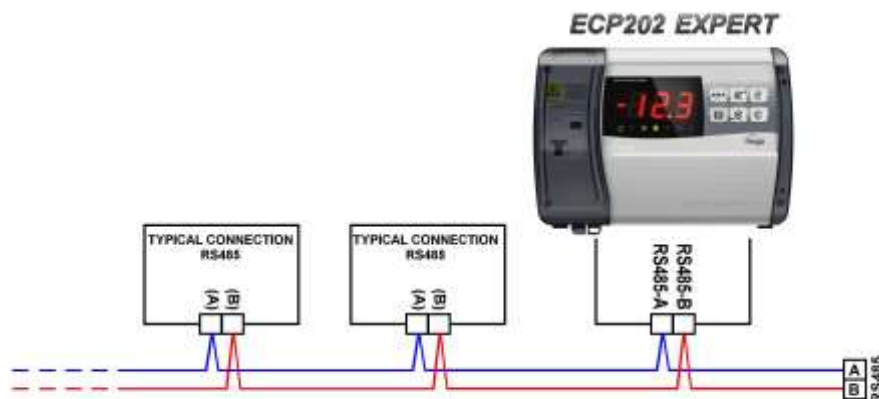 ECP202 EXPERT
-12.3
TYPICAL CONNECTION
RS485
(A)
(B)
TYPICAL CONNECTION
RS485
(A)
(B)
RS485-A
RS485-B
A
B
RS485